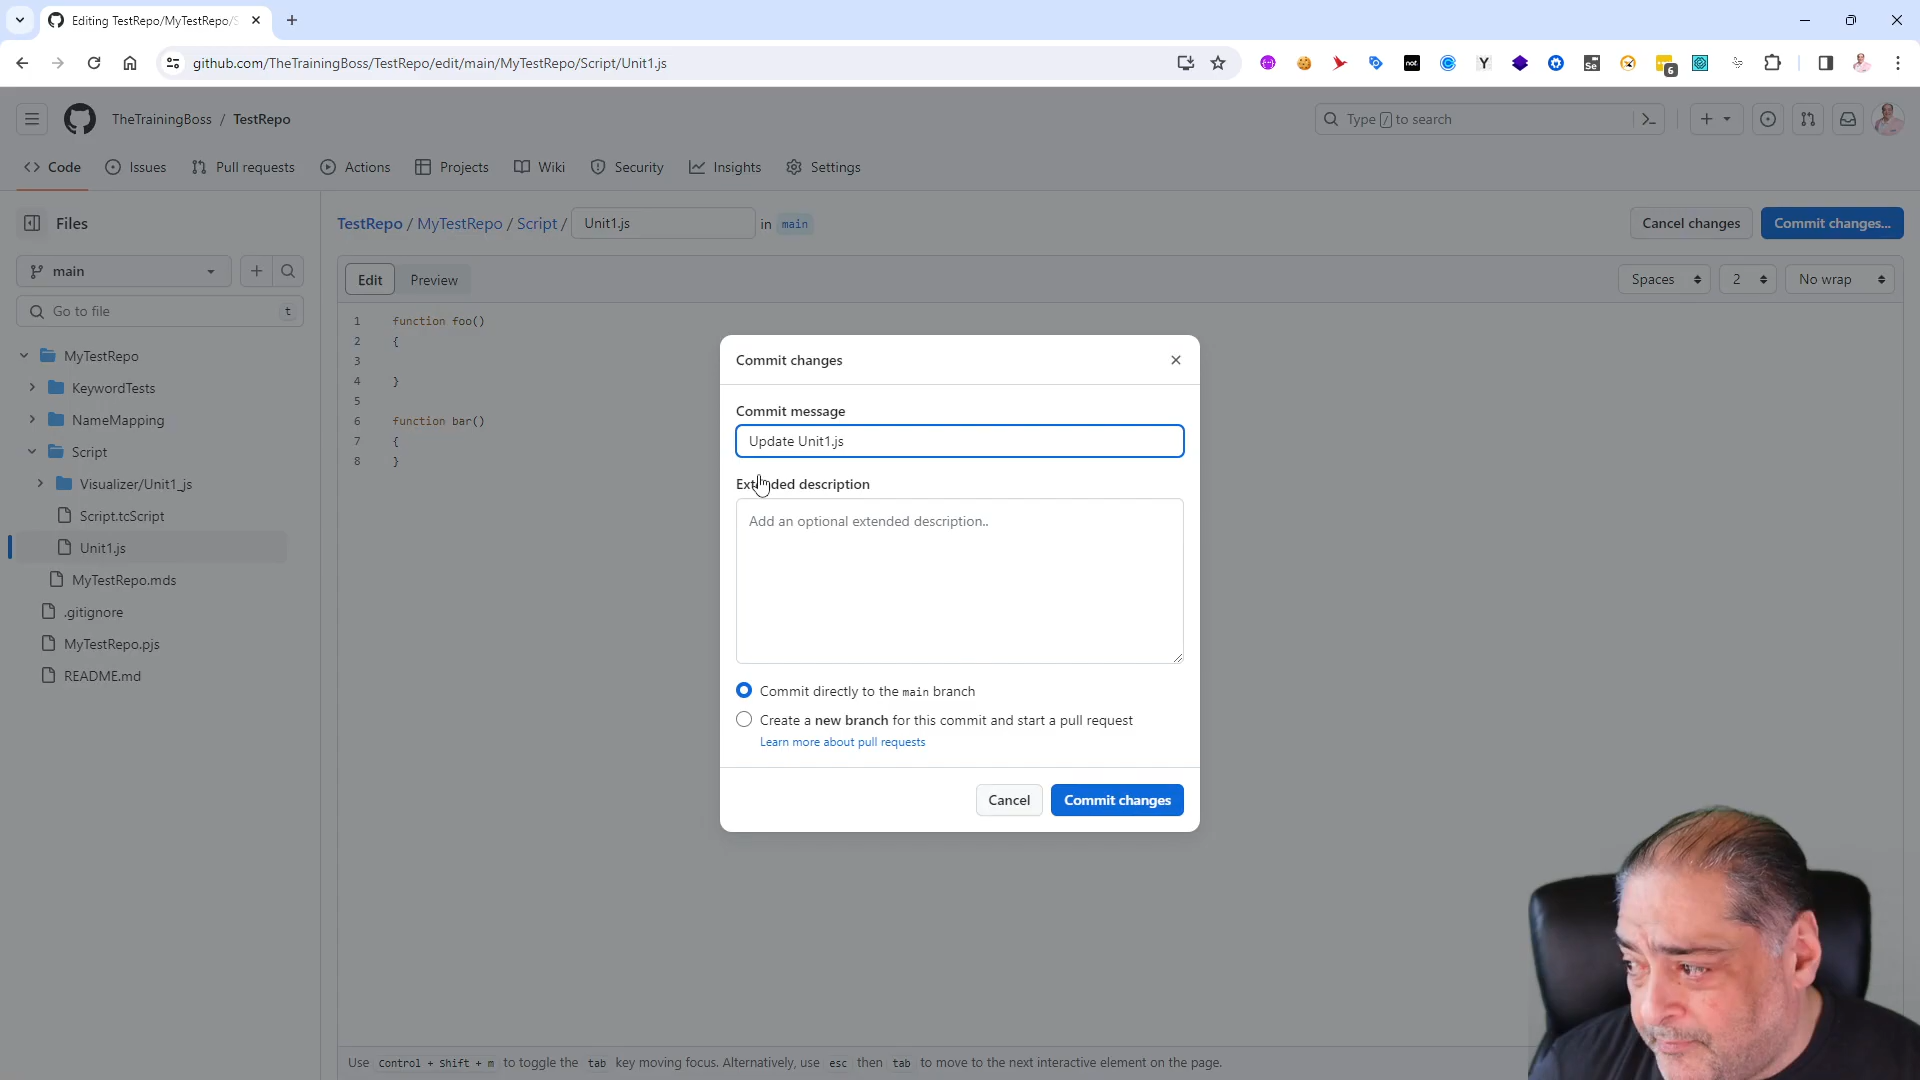 Editing TestRepo/MyTestRepo/S
github.com/TheTrainingBoss/TestRepo/edit/main/MyTestRepo/Script/Unit1.js
not.
Y
Se
6
TheTrainingBoss / TestRepo
Type / to search
Code
Issues
Pull requests
Actions
Projects
Wiki
Security
Insights
Settings
Files
TestRepo / MyTestRepo / Script / Unit1.js in main
Cancel changes
Commit changes...
main
Edit
Preview
Spaces
2
No wrap
Go to file t
1 function foo()
2 {
3
4 }
5
6 function bar()
7 {
8 }
MyTestRepo
KeywordTests
NameMapping
Script
Visualizer/Unit1_js
Script.tcScript
Unit1.js
MyTestRepo.mds
.gitignore
MyTestRepo.pjs
README.md
Commit changes
Commit message
Update Unit1.js
Extended description
Add an optional extended description..
Commit directly to the main branch
Create a new branch for this commit and start a pull request
Learn more about pull requests
Cancel
Commit changes
Use Control + Shift + m to toggle the tab key moving focus. Alternatively, use esc then tab to move to the next interactive element on the page.